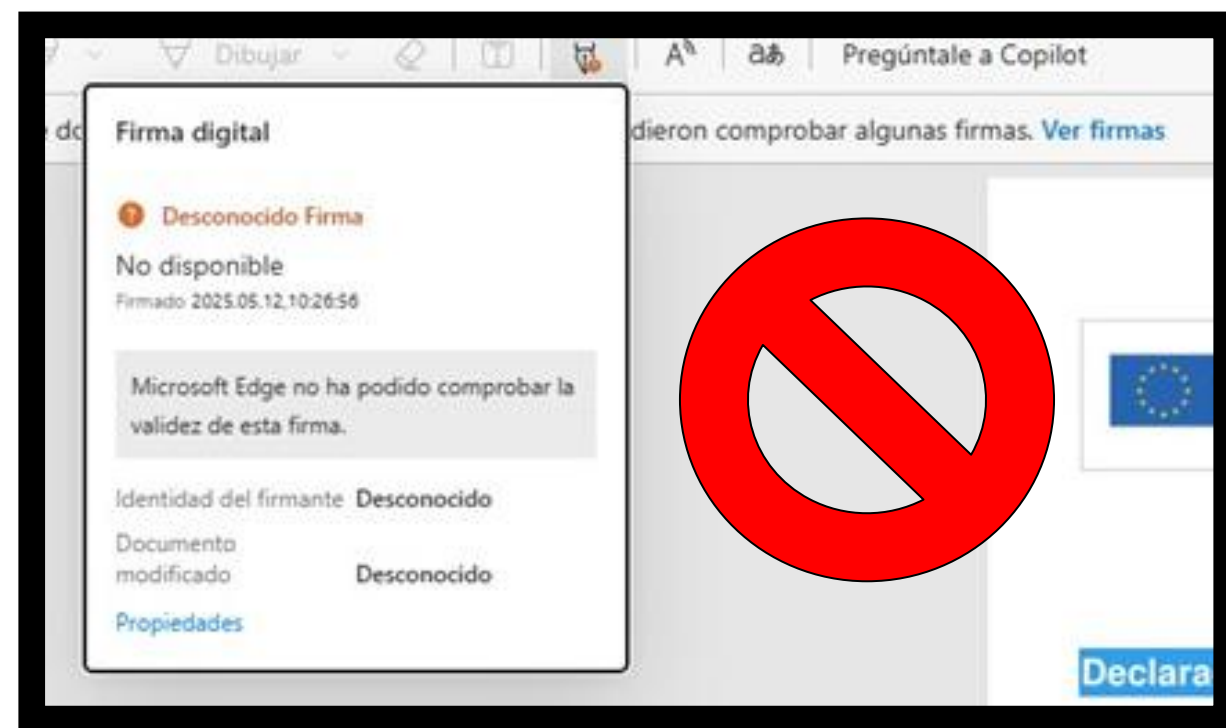 Dibujar
aあ
Pregúntale a Copilot
dieron comprobar algunas firmas. Ver firmas
Firma digital
Desconocido Firma
No disponible
Firmado 2025.05.12,10:26:56
Microsoft Edge no ha podido comprobar la
validez de esta firma.
Identidad del firmante Desconocido
Documento
modificado Desconocido
Propiedades
Declara